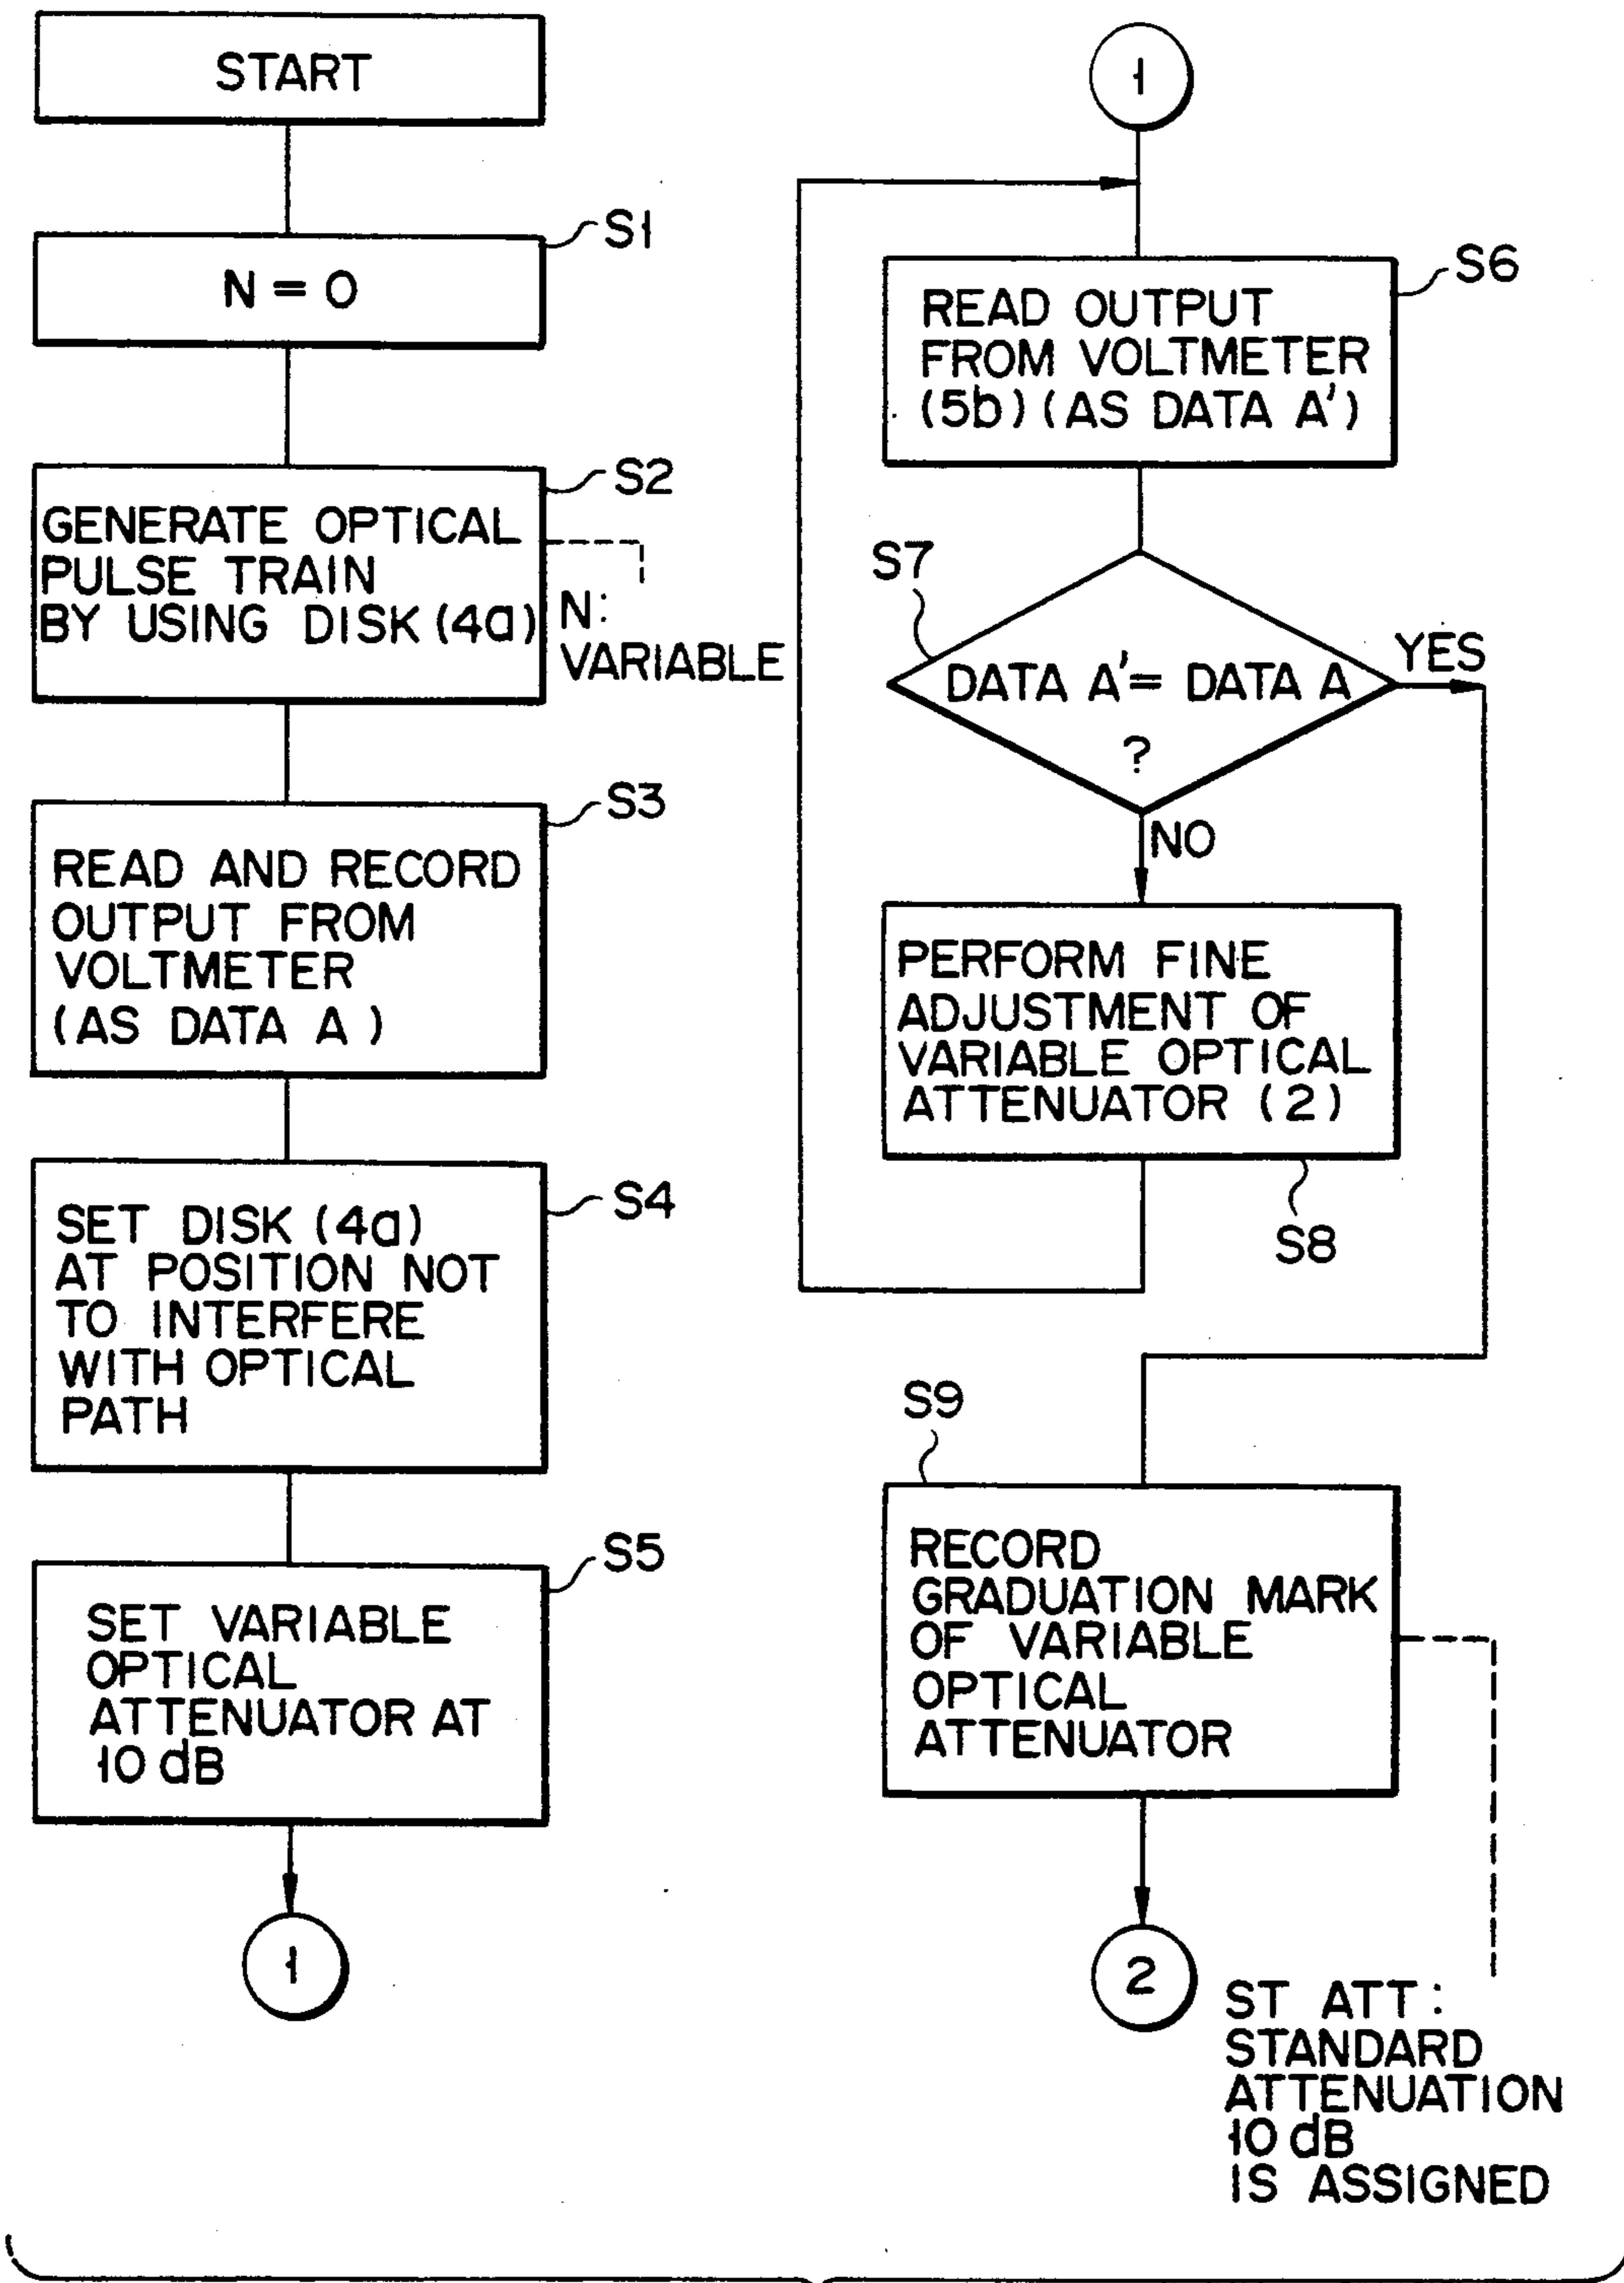 START
S1
N = 0
S2
GENERATE OPTICAL
PULSE TRAIN
BY USING DISK (4a)
N:
VARIABLE
S3
READ AND RECORD
OUTPUT FROM
VOLTMETER
(AS DATA A)
S4
SET DISK (4a)
AT POSITION NOT
TO INTERFERE
WITH OPTICAL
PATH
S5
SET VARIABLE
OPTICAL
ATTENUATOR AT
10 dB
1
1
S6
READ OUTPUT
FROM VOLTMETER
(5b) (AS DATA A')
S7
DATA A' = DATA A
?
YES
NO
PERFORM FINE
ADJUSTMENT OF
VARIABLE OPTICAL
ATTENUATOR (2)
S8
S9
RECORD
GRADUATION MARK
OF VARIABLE
OPTICAL
ATTENUATOR
2
ST ATT:
STANDARD
ATTENUATION
10 dB
IS ASSIGNED